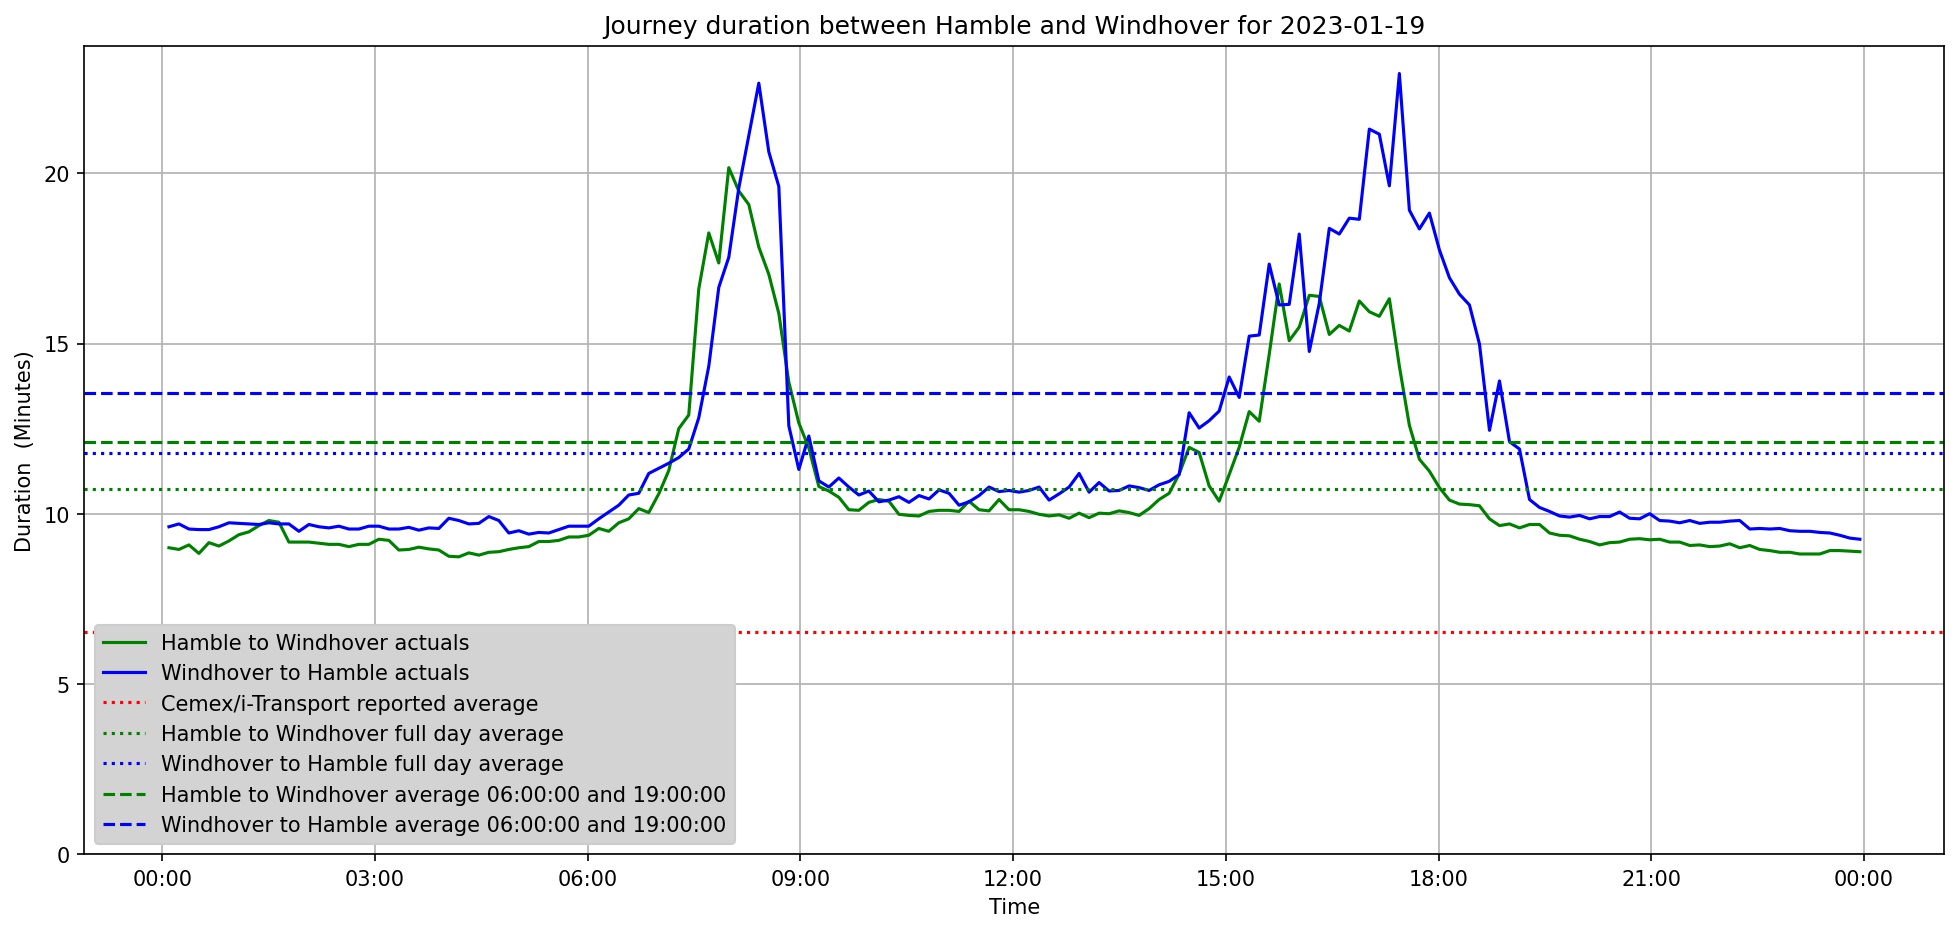 Journey duration between Hamble and Windhover for 2023-01-19
Duration  (Minutes)
20
15
10
5
0
Hamble to Windhover actuals
Windhover to Hamble actuals
Cemex/i-Transport reported average
Hamble to Windhover full day average
Windhover to Hamble full day average
Hamble to Windhover average 06:00:00 and 19:00:00
Windhover to Hamble average 06:00:00 and 19:00:00
00:00 03:00 06:00 09:00 12:00 15:00 18:00 21:00 00:00
Time